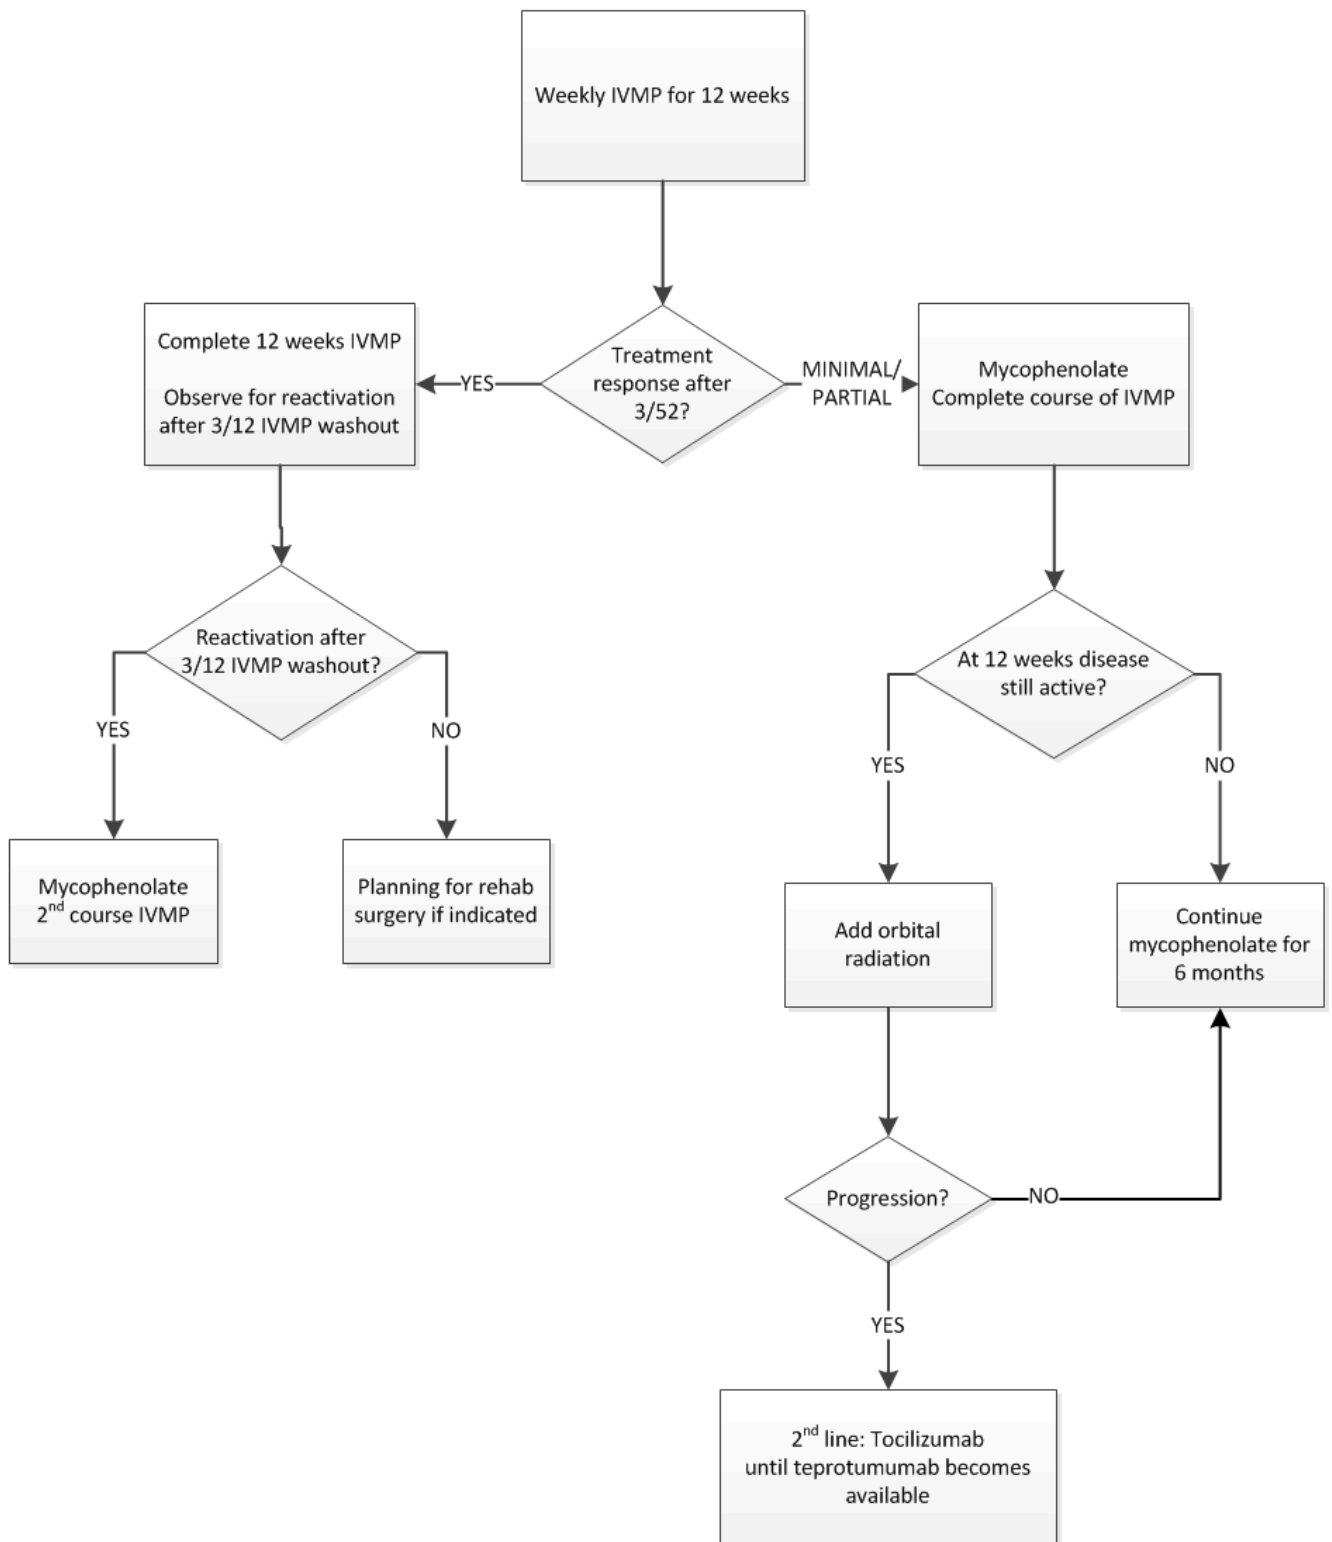 Weekly IVMP for 12 weeks
Complete 12 weeks IVMP
Observe for reactivation
after 3/12 IVMP washout
YES
Treatment
response after
3/52?
MINIMAL/
PARTIAL
Mycophenolate
Complete course of IVMP
Reactivation after
3/12 IVMP washout?
YES
NO
At 12 weeks disease
still active?
YES
NO
Mycophenolate
2nd course IVMP
Planning for rehab
surgery if indicated
Add orbital
radiation
Continue
mycophenolate for
6 months
Progression?
NO
YES
2nd line: Tocilizumab
until teprotumumab becomes
available